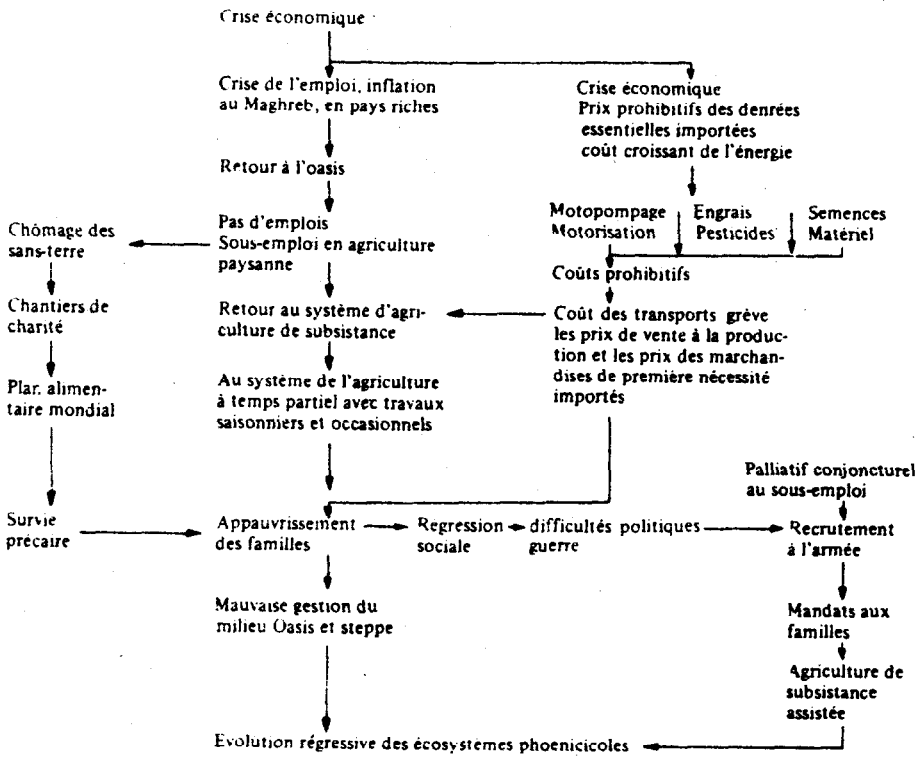 Crise économique
Crise de l'emploi, inflation
au Maghreb, en pays riches
Crise économique
Prix prohibitifs des denrées
essentielles importées
coût croissant de l'énergie
Retour à l'oasis
Chômage des
sans-terre
Pas d'emplois
Sous-emploi en agriculture
paysanne
Motopompage
Motorisation
Engrais
Pesticides
Semences
Matériel
Coûts prohibitifs
Chantiers de
charité
Retour au système d'agri-
culture de subsistance
Coût des transports grève
les prix de vente à la produc-
tion et les prix des marchan-
dises de première nécessité
importés
Plar. alimen-
taire mondial
Au système de l'agriculture
à temps partiel avec travaux
saisonniers et occasionnels
Palliatif conjoncturel
au sous-emploi
Survie
précaire
Appauvrissement
des familles
Regression
sociale
difficultés politiques
guerre
Recrutement
à l'armée
Mauvaise gestion du
milieu Oasis et steppe
Mandats aux
familles
Agriculture de
subsistance
assistée
Evolution régressive des écosystèmes phoenicicoles